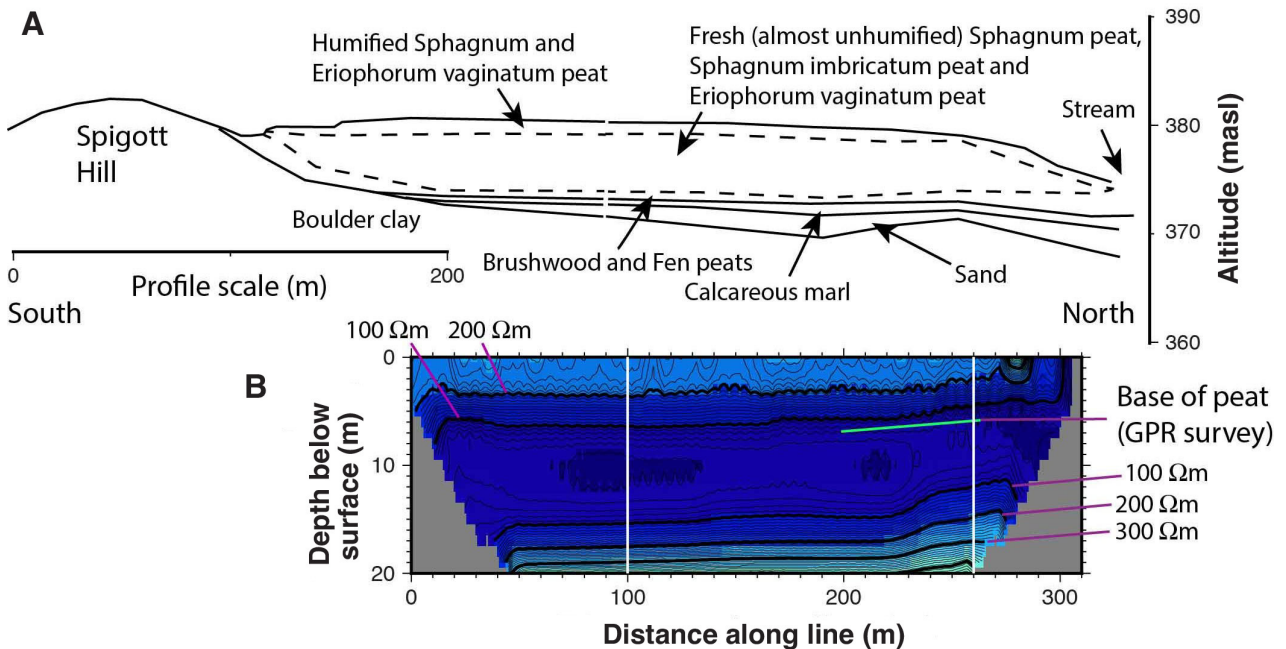 A
Humified Sphagnum and
Eriophorum vaginatum peat
Fresh (almost unhumified) Sphagnum peat,
Sphagnum imbricatum peat and
Eriophorum vaginatum peat
Stream
390
380
370
360
Altitude (masl)
Spigott
Hill
Boulder clay
Brushwood and Fen peats
Calcareous marl
Sand
0
200
Profile scale (m)
South
North
100 Ωm
200 Ωm
B
0
10
20
Depth below
surface (m)
Base of peat
(GPR survey)
100 Ωm
200 Ωm
300 Ωm
0
100
200
300
Distance along line (m)